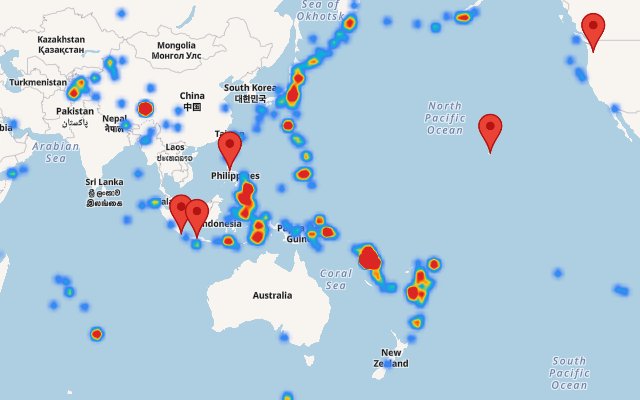 Sea of
Okhotsk
Kazakhstan
Қазақстан
Mongolia
Монгол Улс
Turkmenistan
South Korea
대한민국
China
中国
North
Pacific
Ocean
Pakistan
پاکستان
Nepal
नेपाल
Laos
ປະເທດລາວ
Arabian
Sea
Sri Lanka
ශ්‍රී ලංකාව
இலங்கை
Philippines
Indonesia
Coral
Sea
Australia
New
Zealand
South
Pacific
Ocean